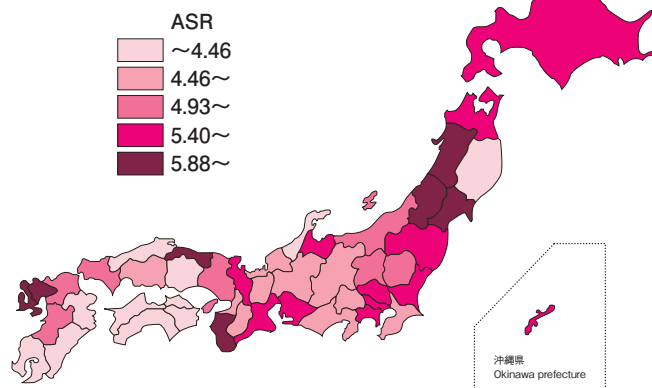 ASR
〜4.46
4.46〜
4.93〜
5.40〜
5.88〜
沖縄県
Okinawa prefecture